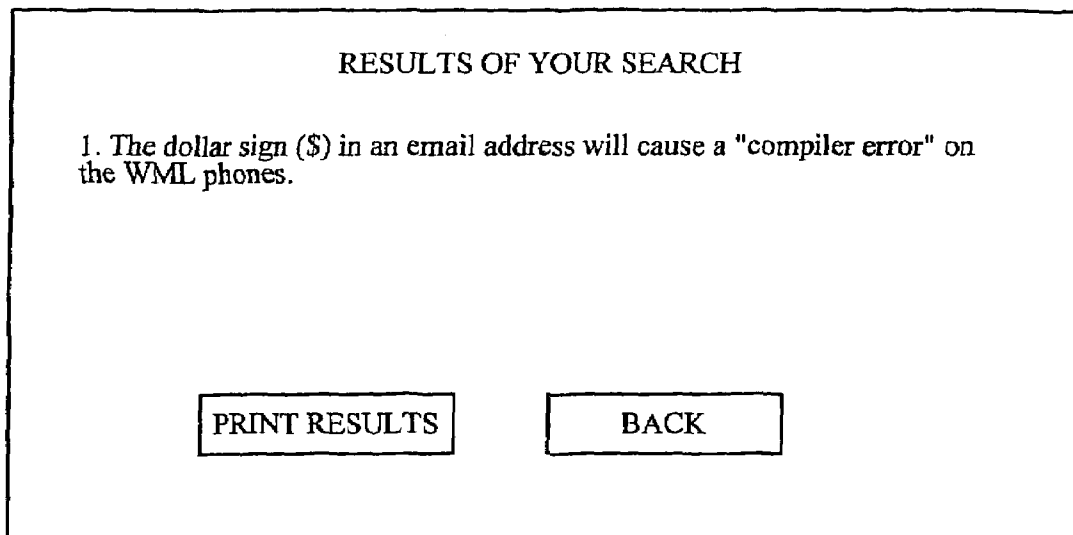 RESULTS OF YOUR SEARCH
1. The dollar sign ($) in an email address will cause a "compiler error" on
the WML phones.
PRINT RESULTS
BACK